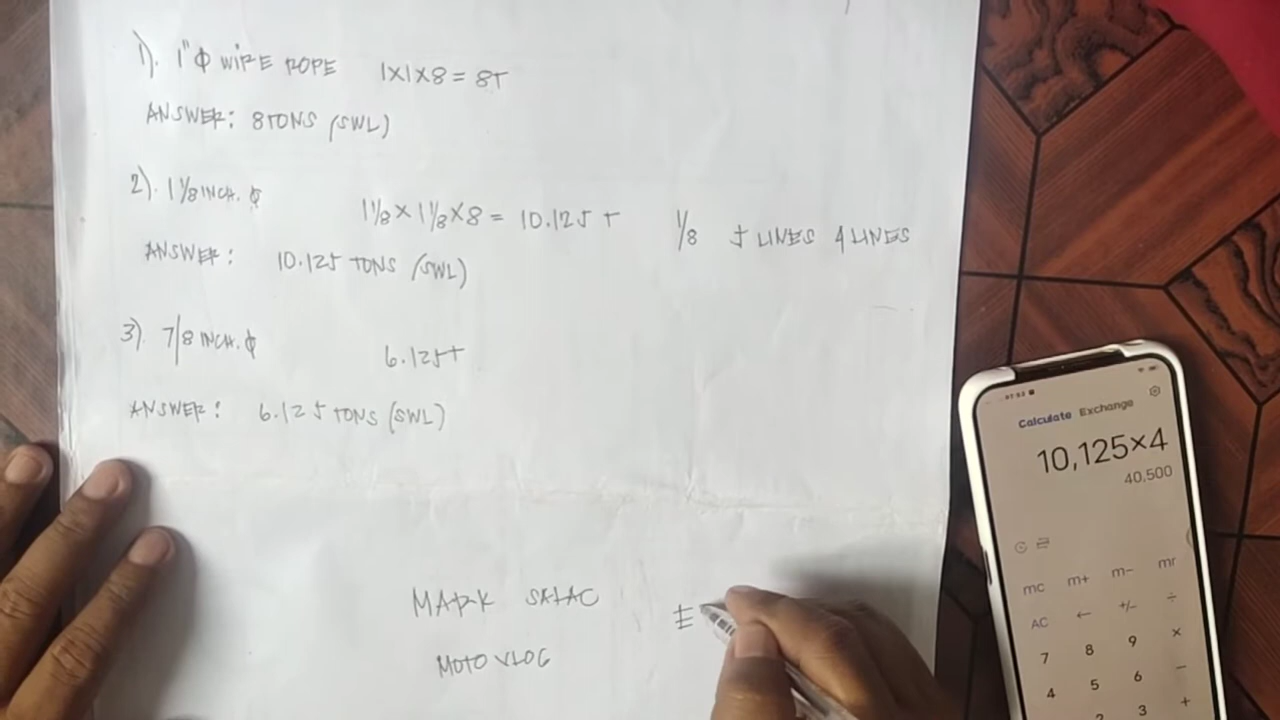 1). 1"Φ WIRE ROPE 1X1X8 = 8T
ANSWER: 8TONS (SWL)
2). 1 1/8 INCH. Φ
1 1/8 X 1 1/8 X 8 = 10.125 T
1/8 5 LINES 4 LINES
ANSWER: 10.125 TONS (SWL)
3). 7/8 INCH. Φ
6.125T
ANSWER: 6.125 TONS (SWL)
MARK
MOTO VLOG
07:52
Calculate Exchange
10,125×4
40,500
mc m+ m- mr
AC ← +/- ÷
7 8 9 ×
4 5 6 −
2 3 +